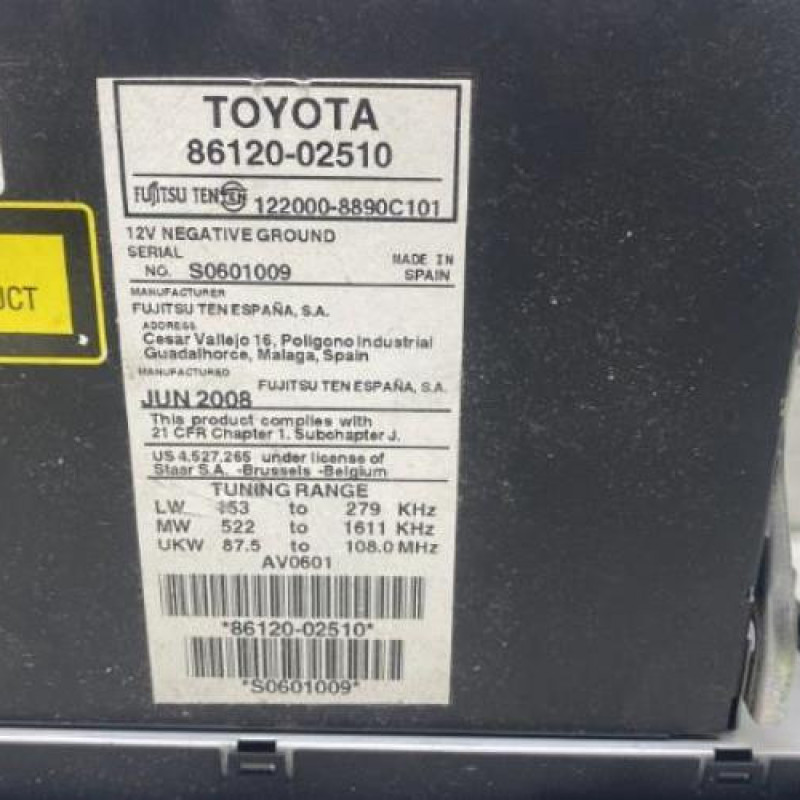 TOYOTA
86120-02510
FUJITSU TEN TEN 122000-8890C101
12V NEGATIVE GROUND
SERIAL
NO. S0601009
MADE IN
SPAIN
MANUFACTURER
FUJITSU TEN ESPAÑA, S.A.
ADDRESS
Cesar Vallejo 16, Poligono Industrial
Guadalhorce, Malaga, Spain
MANUFACTURED
FUJITSU TEN ESPAÑA, S.A.
JUN 2008
This product complies with
21 CFR Chapter 1. Subchapter J.
US 4.527.265 under license of
Staar S.A. -Brussels -Belgium
TUNING RANGE
LW 153 to 279 KHz
MW 522 to 1611 KHz
UKW 87.5 to 108.0 MHz
AV0601
*86120-02510*
*S0601009*